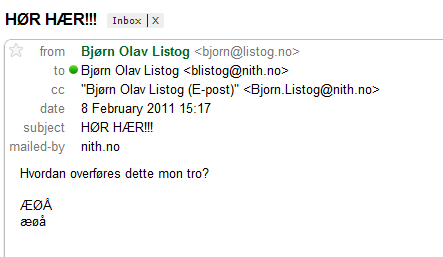 HØR HÆR!!! Inbox X
from Bjørn Olav Listog <bjorn@listog.no>
to Bjørn Olav Listog <blistog@nith.no>
cc "Bjørn Olav Listog (E-post)" <Bjorn.Listog@nith.no>
date 8 February 2011 15:17
subject HØR HÆR!!!
mailed-by nith.no
Hvordan overføres dette mon tro?
ÆØÅ
æøå